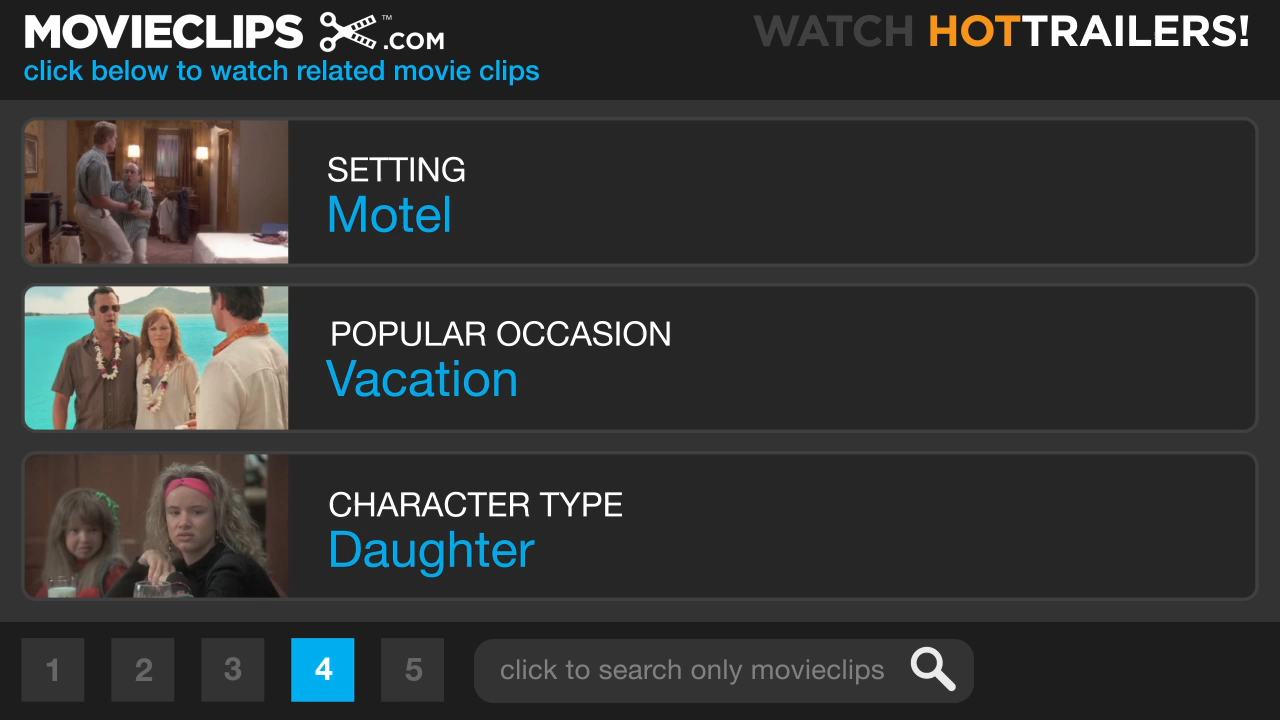 MOVIECLIPS.COM™
WATCH HOTTRAILERS!
click below to watch related movie clips
SETTING
Motel
POPULAR OCCASION
Vacation
CHARACTER TYPE
Daughter
1 2 3 4 5 click to search only movieclips